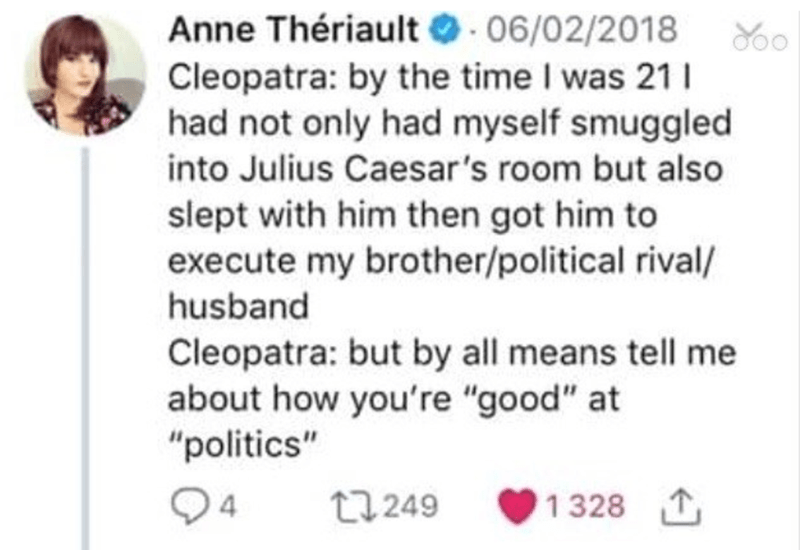 Anne Thériault · 06/02/2018
Cleopatra: by the time I was 21 I
had not only had myself smuggled
into Julius Caesar's room but also
slept with him then got him to
execute my brother/political rival/
husband
Cleopatra: but by all means tell me
about how you're "good" at
"politics"
4 249 1 328